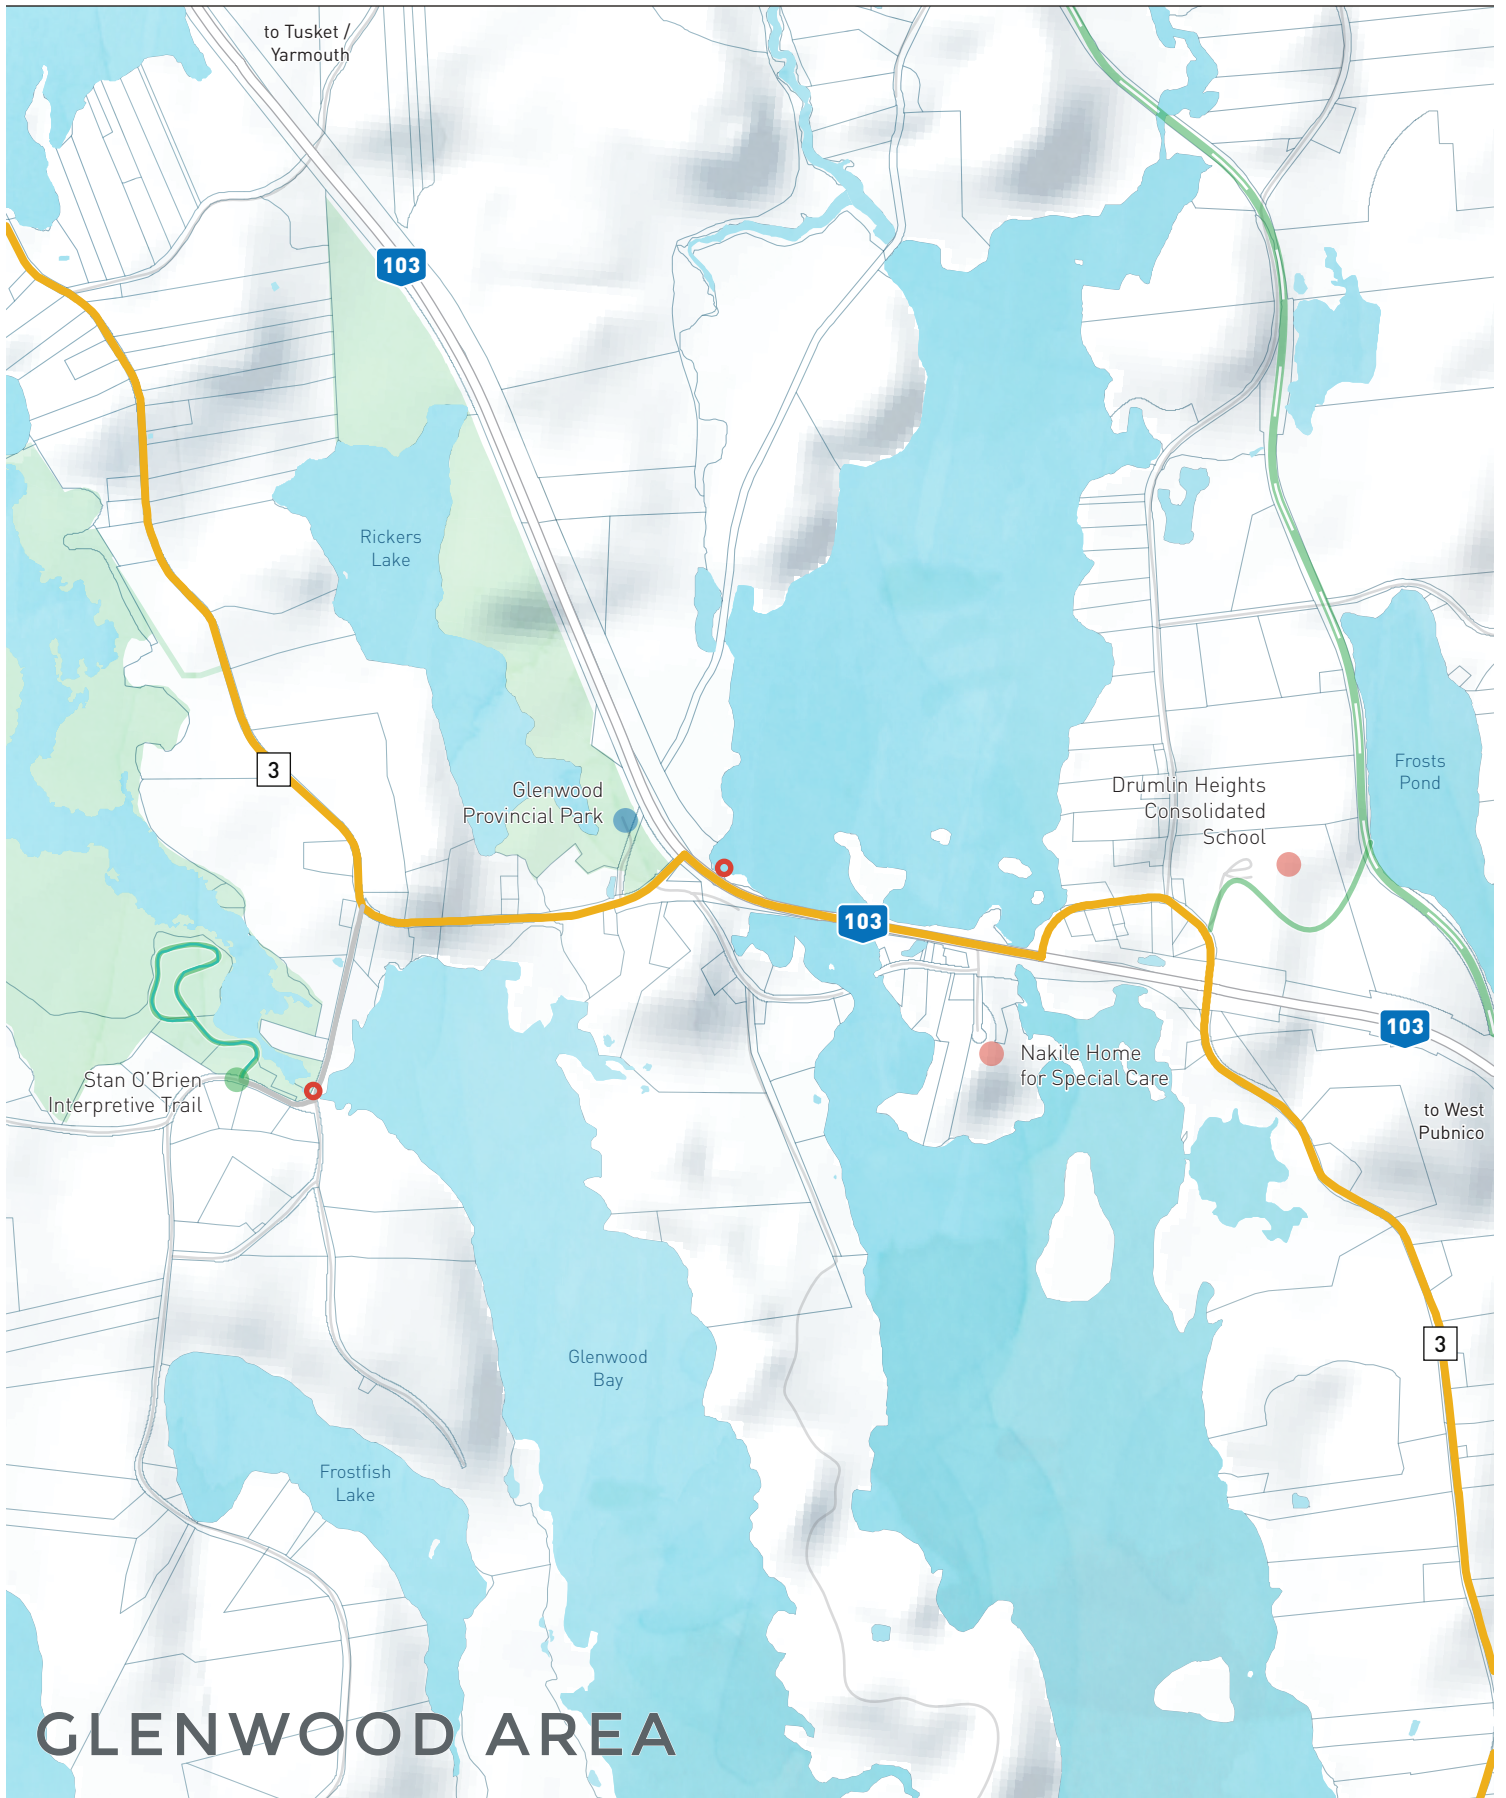 to Tusket /
Yarmouth
103
Rickers
Lake
3
Glenwood
Provincial Park
Drumlin Heights
Consolidated
School
Frosts
Pond
103
103
Nakile Home
for Special Care
Stan O'Brien
Interpretive Trail
to West
Pubnico
3
Glenwood
Bay
Frostfish
Lake
GLENWOOD AREA